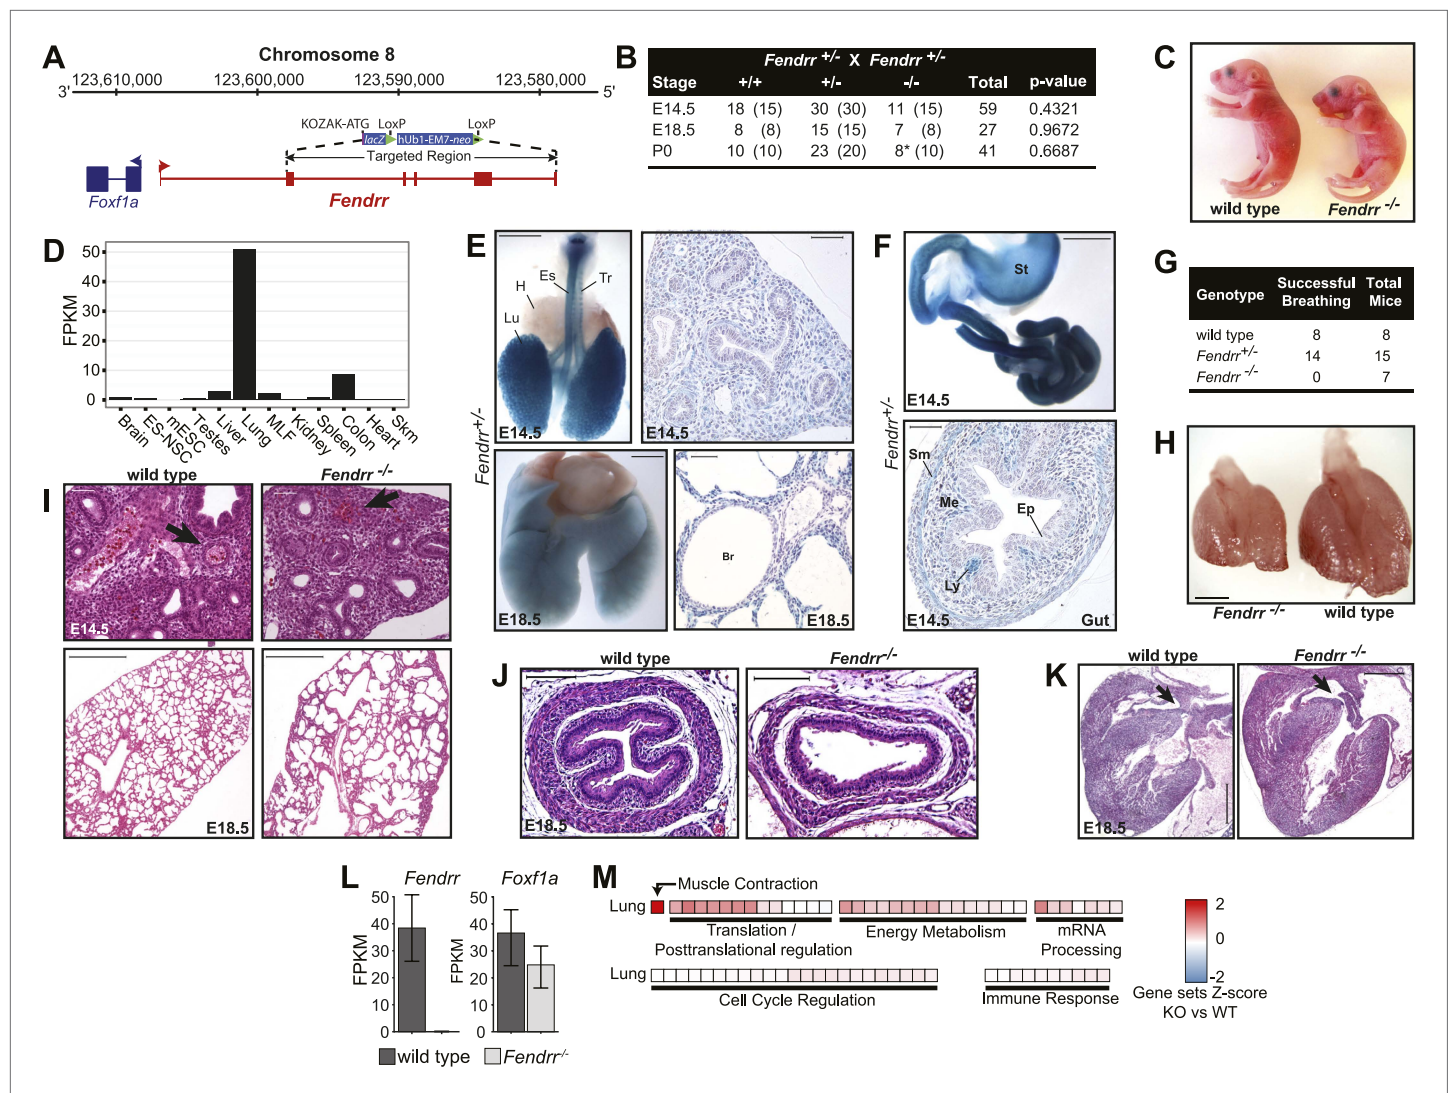 A
Chromosome 8
123,610,000 123,600,000 123,590,000 123,580,000
3' 5'
KOZAK-ATG LoxP LoxP
lacZ hUb1-EM7-neo
Targeted Region
Foxf1a Fendrr
B
Fendrr +/- X Fendrr +/-
Stage +/+ +/- -/- Total p-value
E14.5 18 (15) 30 (30) 11 (15) 59 0.4321
E18.5 8 (8) 15 (15) 7 (8) 27 0.9672
P0 10 (10) 23 (20) 8* (10) 41 0.6687
C
wild type Fendrr -/-
D
FPKM
50
40
30
20
10
0
Brain ES-NSC mESC Testes Liver Lung MLF Kidney Spleen Colon Heart Skm
E
Fendrr+/-
Es Tr
H
Lu
E14.5 E14.5
Br
E18.5 E18.5
F
Fendrr+/-
St
E14.5
Sm
Me
Ep
Ly
E14.5 Gut
G
Genotype Successful Breathing Total Mice
wild type 8 8
Fendrr+/- 14 15
Fendrr -/- 0 7
H
Fendrr -/- wild type
I
wild type Fendrr -/-
E14.5
E18.5
J
wild type Fendrr-/-
E18.5
K
wild type Fendrr -/-
E18.5
L
Fendrr Foxf1a
FPKM
50
40
30
20
10
0
FPKM
50
40
30
20
10
0
wild type Fendrr-/-
M
Muscle Contraction
Lung
Translation /
Posttranslational regulation
Energy Metabolism
mRNA
Processing
Lung
Cell Cycle Regulation
Immune Response
2
0
-2
Gene sets Z-score
KO vs WT